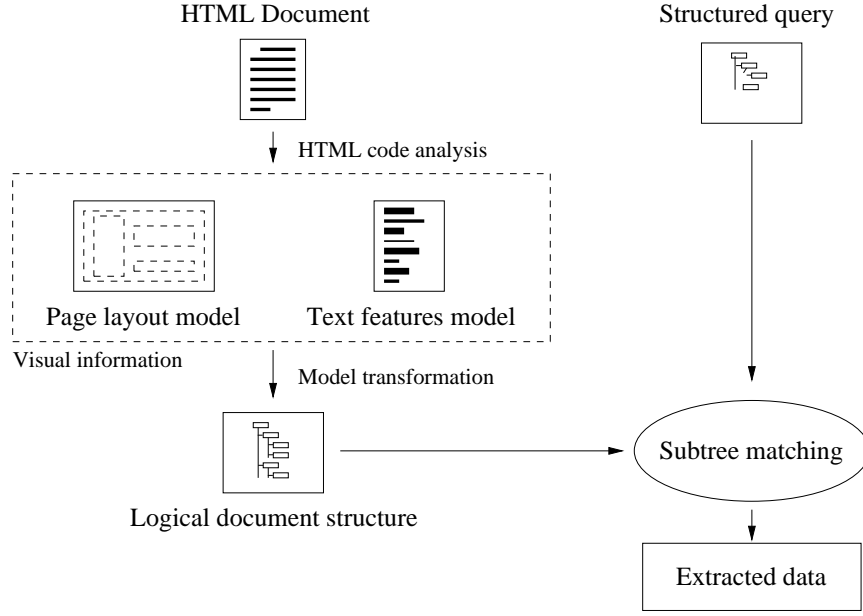 HTML Document
Structured query
HTML code analysis
Page layout model
Text features model
Visual information
Model transformation
Subtree matching
Logical document structure
Extracted data